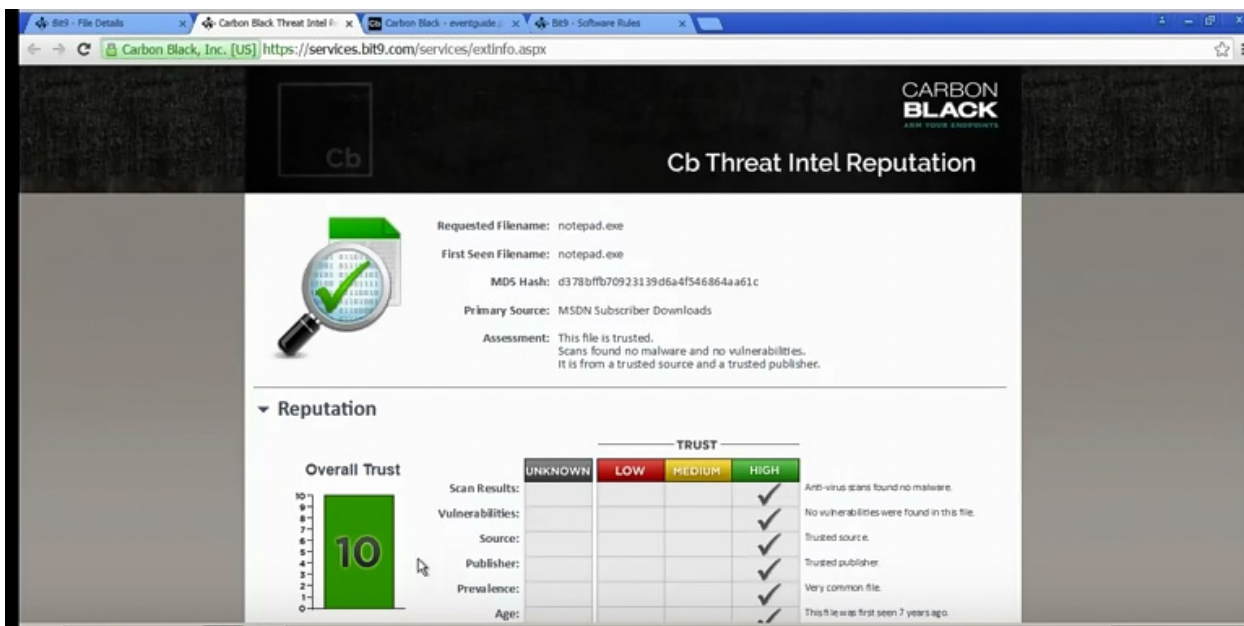 Bit9 - File Details
Carbon Black Threat Intel R
Carbon Black - eventguide.
Bit9 - Software Rules
Carbon Black, Inc. [US] https://services.bit9.com/services/extinfo.aspx
CARBON
BLACK
ARM YOUR ENDPOINTS
Cb
Cb Threat Intel Reputation
Requested Filename: notepad.exe
First Seen Filename: notepad.exe
MD5 Hash: d378bffb70923139d6a4f546864aa61c
Primary Source: MSDN Subscriber Downloads
Assessment: This file is trusted.
Scans found no malware and no vulnerabilities.
It is from a trusted source and a trusted publisher.
Reputation
TRUST
Overall Trust
UNKNOWN LOW MEDIUM HIGH
Scan Results: Anti-virus scans found no malware.
Vulnerabilities: No vulnerabilities were found in this file.
Source: Trusted source.
Publisher: Trusted publisher.
Prevalence: Very common file.
Age: This file was first seen 7 years ago.
10
9
8
7
6
5
4
3
2
1
0
10